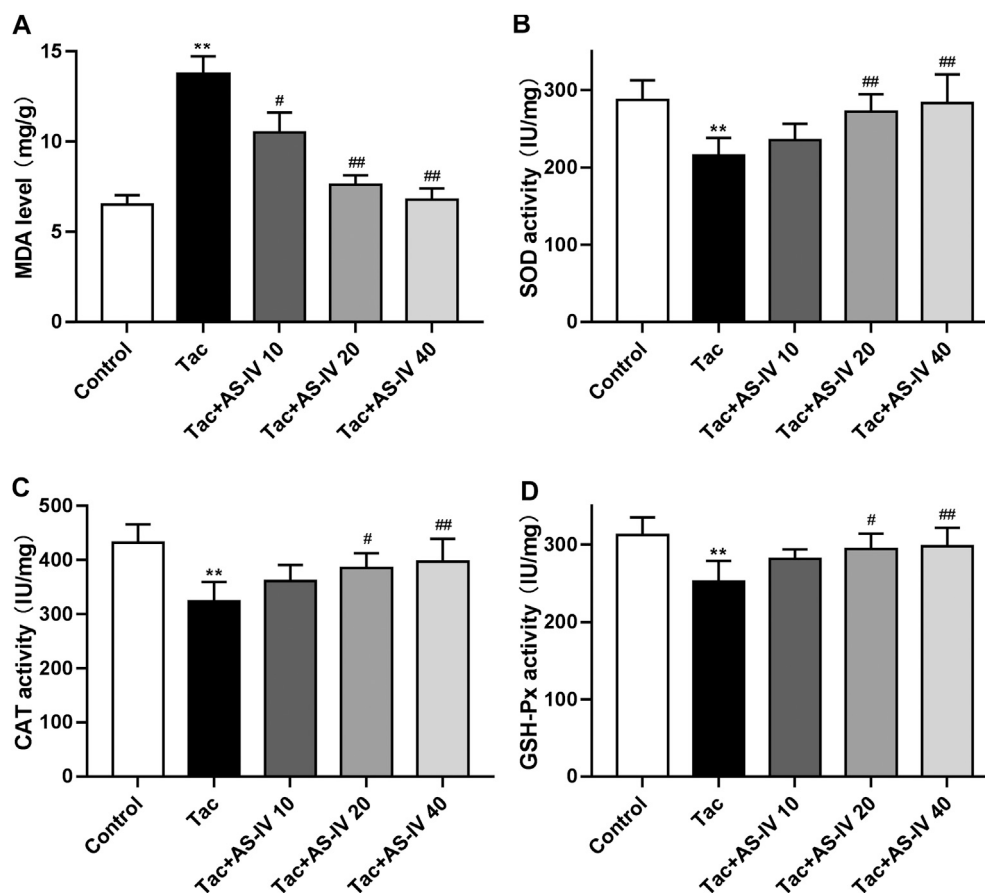 A
MDA level（mg/g）
15
10
5
0
**
#
##
##
Control
Tac
Tac+AS-IV 10
Tac+AS-IV 20
Tac+AS-IV 40
B
SOD activity（IU/mg）
300
200
100
0
**
##
##
Control
Tac
Tac+AS-IV 10
Tac+AS-IV 20
Tac+AS-IV 40
C
CAT activity（IU/mg）
500
400
300
200
100
0
**
#
##
Control
Tac
Tac+AS-IV 10
Tac+AS-IV 20
Tac+AS-IV 40
D
GSH-Px activity（IU/mg）
300
200
100
0
**
#
##
Control
Tac
Tac+AS-IV 10
Tac+AS-IV 20
Tac+AS-IV 40